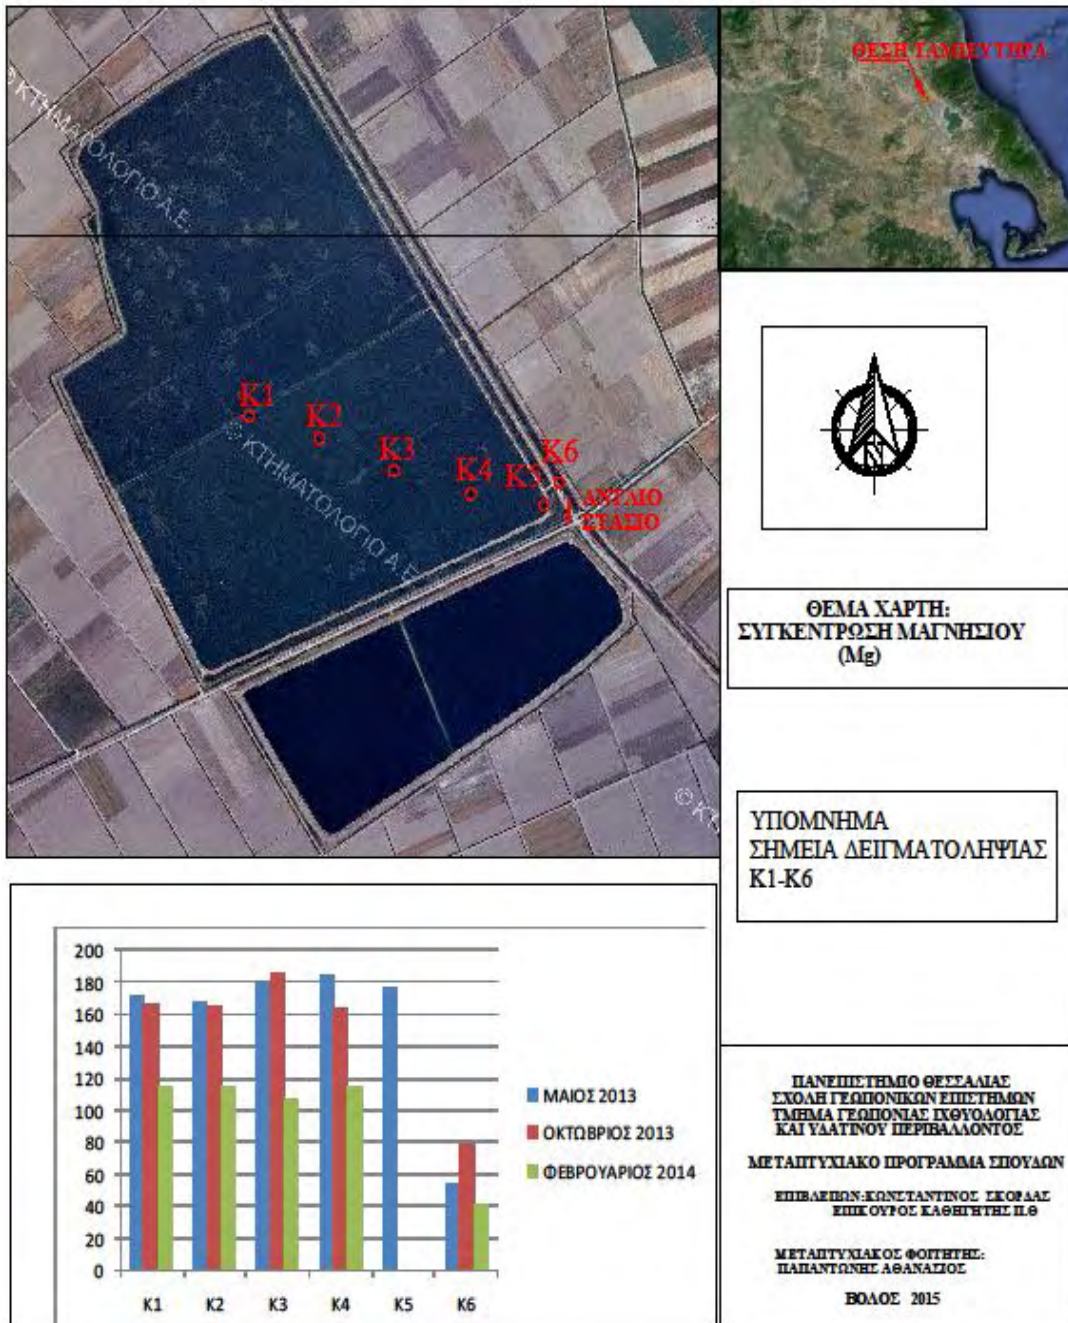 © ΚΤΗΜΑΤΟΛΟΓΙΟ Α.Ε.
ΘΕΣΗ ΤΑΜΙΕΥΤΗΡΑ
K1
K2
K3
K4
K5
K6
ΑΝΤΛΙΟ
ΣΤΑΣΙΟ
© ΚΤΗΜΑΤΟΛΟΓΙΟ Α.Ε.
© ΚΤ
ΘΕΜΑ ΧΑΡΤΗ:
ΣΥΓΚΕΝΤΡΩΣΗ ΜΑΓΝΗΣΙΟΥ
(Mg)
ΥΠΟΜΝΗΜΑ
ΣΗΜΕΙΑ ΔΕΙΓΜΑΤΟΛΗΨΙΑΣ
K1-K6
200
180
160
140
120
100
80
60
40
20
0
K1 K2 K3 K4 K5 K6
ΜΑΙΟΣ 2013
ΟΚΤΩΒΡΙΟΣ 2013
ΦΕΒΡΟΥΑΡΙΟΣ 2014
ΠΑΝΕΠΙΣΤΗΜΙΟ ΘΕΣΣΑΛΙΑΣ
ΣΧΟΛΗ ΓΕΩΠΟΝΙΚΩΝ ΕΠΙΣΤΗΜΩΝ
ΤΜΗΜΑ ΓΕΩΠΟΝΙΑΣ ΙΧΘΥΟΛΟΓΙΑΣ
ΚΑΙ ΥΔΑΤΙΝΟΥ ΠΕΡΙΒΑΛΛΟΝΤΟΣ
ΜΕΤΑΠΤΥΧΙΑΚΟ ΠΡΟΓΡΑΜΜΑ ΣΠΟΥΔΩΝ
ΕΠΙΒΛΕΠΩΝ:ΚΩΝΣΤΑΝΤΙΝΟΣ ΣΚΟΡΔΑΣ
ΕΠΙΚΟΥΡΟΣ ΚΑΘΗΓΗΤΗΣ Π.Θ
ΜΕΤΑΠΤΥΧΙΑΚΟΣ ΦΟΙΤΗΤΗΣ:
ΠΑΠΑΝΤΩΝΗΣ ΑΘΑΝΑΣΙΟΣ
ΒΟΛΟΣ 2015